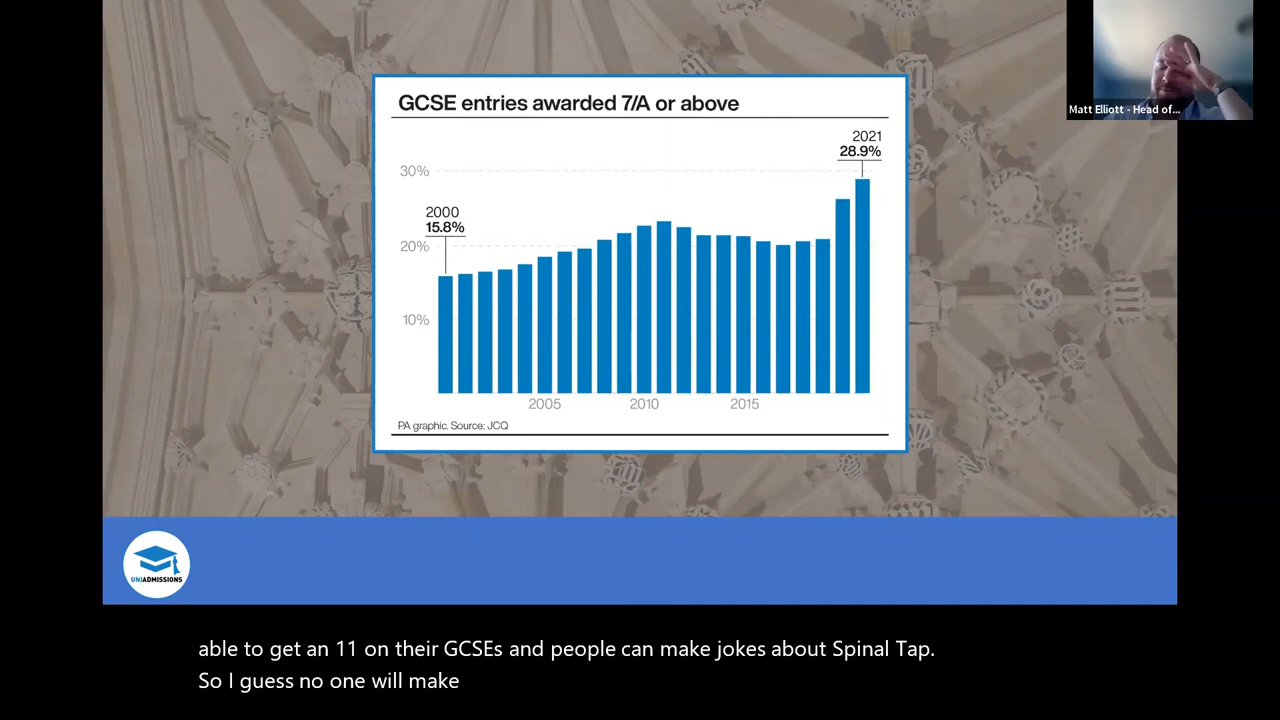 Matt Elliott - Head of...
GCSE entries awarded 7/A or above
2021
28.9%
30%
2000
15.8%
20%
10%
2005 2010 2015
PA graphic. Source: JCQ
UNIADMISSIONS
able to get an 11 on their GCSEs and people can make jokes about Spinal Tap.
So I guess no one will make